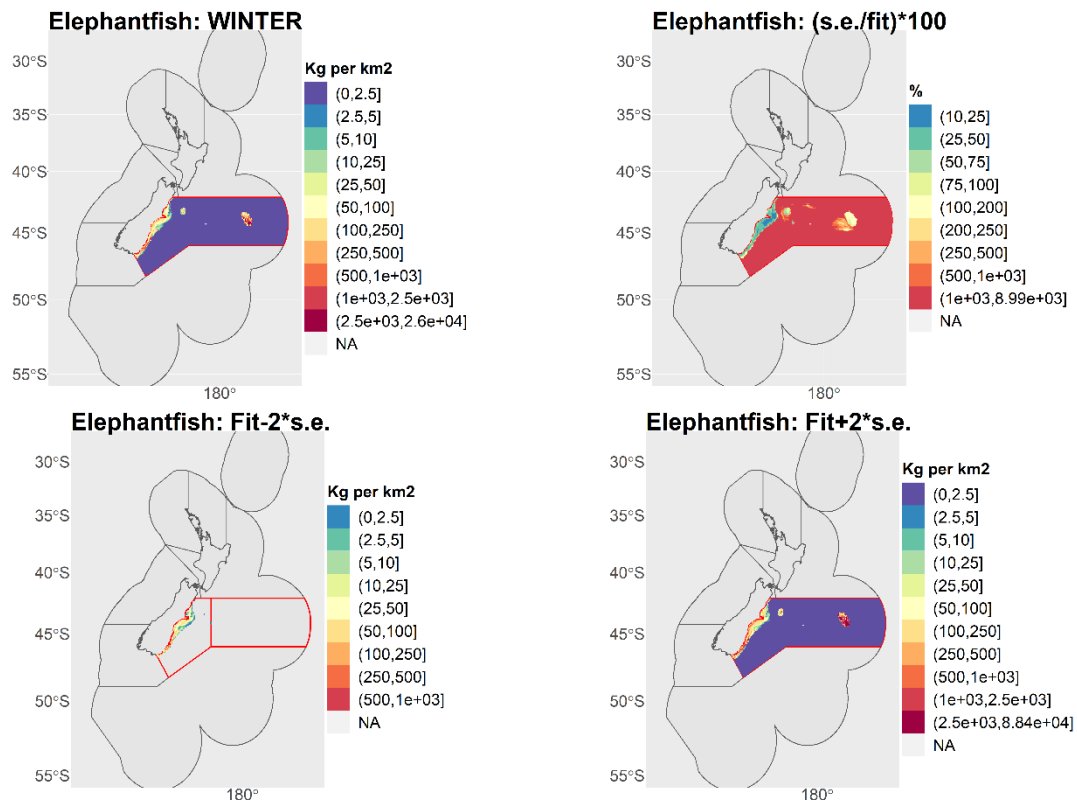 Elephantfish: WINTER
30°S
35°S
40°S
45°S
50°S
55°S
180°
Kg per km2
(0,2.5]
(2.5,5]
(5,10]
(10,25]
(25,50]
(50,100]
(100,250]
(250,500]
(500,1e+03]
(1e+03,2.5e+03]
(2.5e+03,2.6e+04]
NA
Elephantfish: (s.e./fit)*100
30°S
35°S
40°S
45°S
50°S
55°S
180°
%
(10,25]
(25,50]
(50,75]
(75,100]
(100,200]
(200,250]
(250,500]
(500,1e+03]
(1e+03,8.99e+03]
NA
Elephantfish: Fit-2*s.e.
30°S
35°S
40°S
45°S
50°S
55°S
180°
Kg per km2
(0,2.5]
(2.5,5]
(5,10]
(10,25]
(25,50]
(50,100]
(100,250]
(250,500]
(500,1e+03]
NA
Elephantfish: Fit+2*s.e.
30°S
35°S
40°S
45°S
50°S
55°S
180°
Kg per km2
(0,2.5]
(2.5,5]
(5,10]
(10,25]
(25,50]
(50,100]
(100,250]
(250,500]
(500,1e+03]
(1e+03,2.5e+03]
(2.5e+03,8.84e+04]
NA